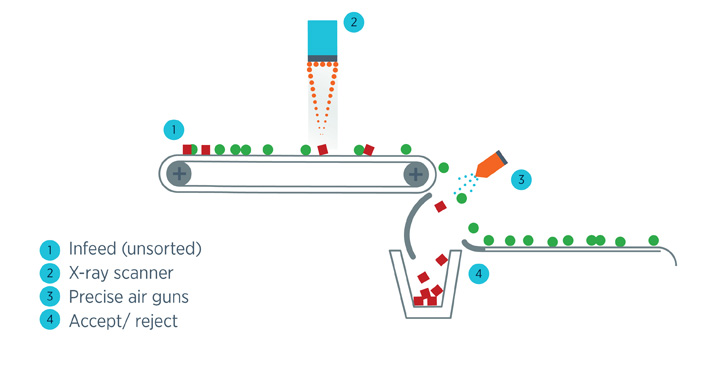 2
1
3
4
1 Infeed (unsorted)
2 X-ray scanner
3 Precise air guns
4 Accept/ reject